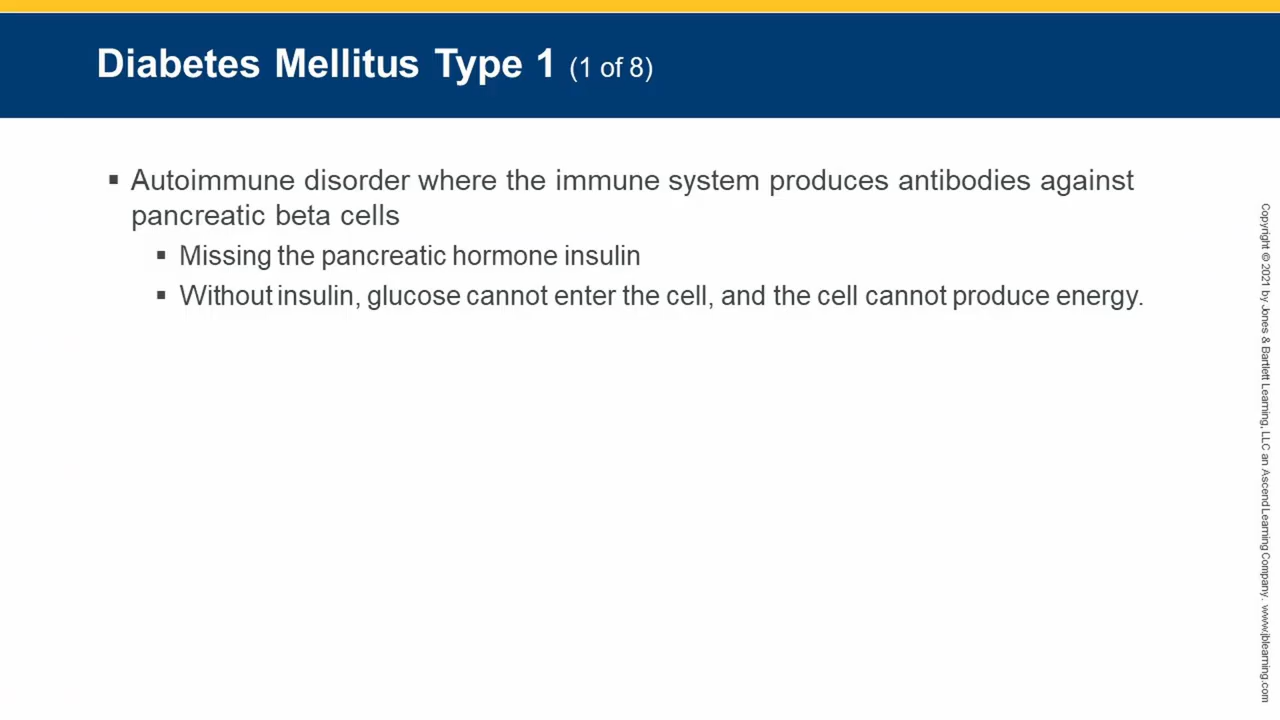 Diabetes Mellitus Type 1 (1 of 8)
▪ Autoimmune disorder where the immune system produces antibodies against
pancreatic beta cells
▪ Missing the pancreatic hormone insulin
▪ Without insulin, glucose cannot enter the cell, and the cell cannot produce energy.
Copyright © 2021 by Jones & Bartlett Learning, LLC an Ascend Learning Company. www.jblearning.com